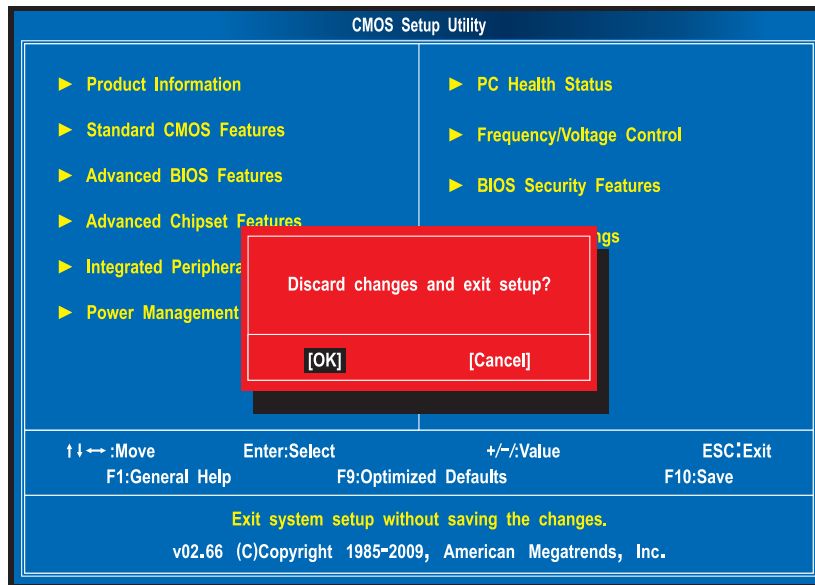 CMOS Setup Utility
► Product Information
► Standard CMOS Features
► Advanced BIOS Features
► Advanced Chipset Features
► Integrated Periphera
► Power Management
► PC Health Status
► Frequency/Voltage Control
► BIOS Security Features
ngs
Discard changes and exit setup?
[OK] [Cancel]
↑↓←→:Move Enter:Select +/-/:Value ESC:Exit
F1:General Help F9:Optimized Defaults F10:Save
Exit system setup without saving the changes.
v02.66 (C)Copyright 1985-2009, American Megatrends, Inc.